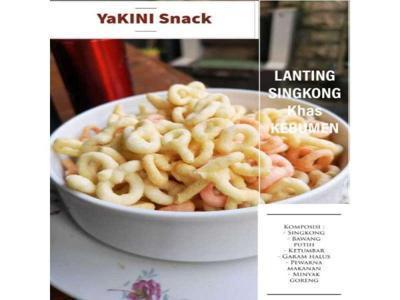 YaKINI Snack
LANTING
SINGKONG
Khas
KEBUMEN
KOMPOSISI :
- SINGKONG
- BAWANG
PUTIH
- KETUMBAR
- GARAM HALUS
- PEWARNA
MAKANAN
- MINYAK
GORENG